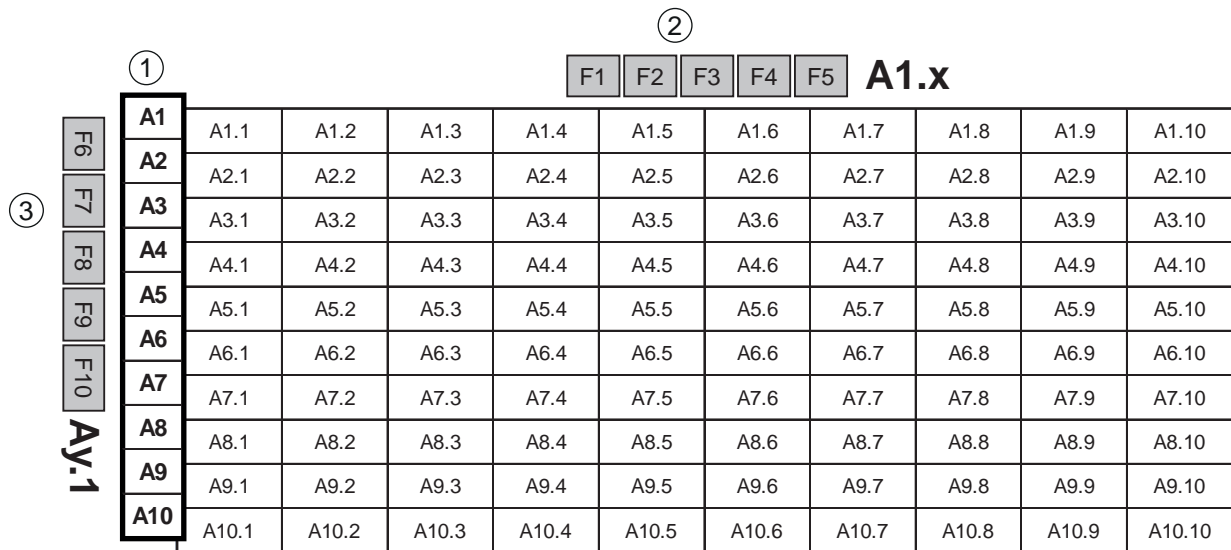 ②
① F1 F2 F3 F4 F5 A1.x
A1 A1.1 A1.2 A1.3 A1.4 A1.5 A1.6 A1.7 A1.8 A1.9 A1.10
A2 A2.1 A2.2 A2.3 A2.4 A2.5 A2.6 A2.7 A2.8 A2.9 A2.10
A3 A3.1 A3.2 A3.3 A3.4 A3.5 A3.6 A3.7 A3.8 A3.9 A3.10
A4 A4.1 A4.2 A4.3 A4.4 A4.5 A4.6 A4.7 A4.8 A4.9 A4.10
A5 A5.1 A5.2 A5.3 A5.4 A5.5 A5.6 A5.7 A5.8 A5.9 A5.10
A6 A6.1 A6.2 A6.3 A6.4 A6.5 A6.6 A6.7 A6.8 A6.9 A6.10
A7 A7.1 A7.2 A7.3 A7.4 A7.5 A7.6 A7.7 A7.8 A7.9 A7.10
A8 A8.1 A8.2 A8.3 A8.4 A8.5 A8.6 A8.7 A8.8 A8.9 A8.10
A9 A9.1 A9.2 A9.3 A9.4 A9.5 A9.6 A9.7 A9.8 A9.9 A9.10
A10 A10.1 A10.2 A10.3 A10.4 A10.5 A10.6 A10.7 A10.8 A10.9 A10.10
③
F6 F7 F8 F9 F10 Ay.1